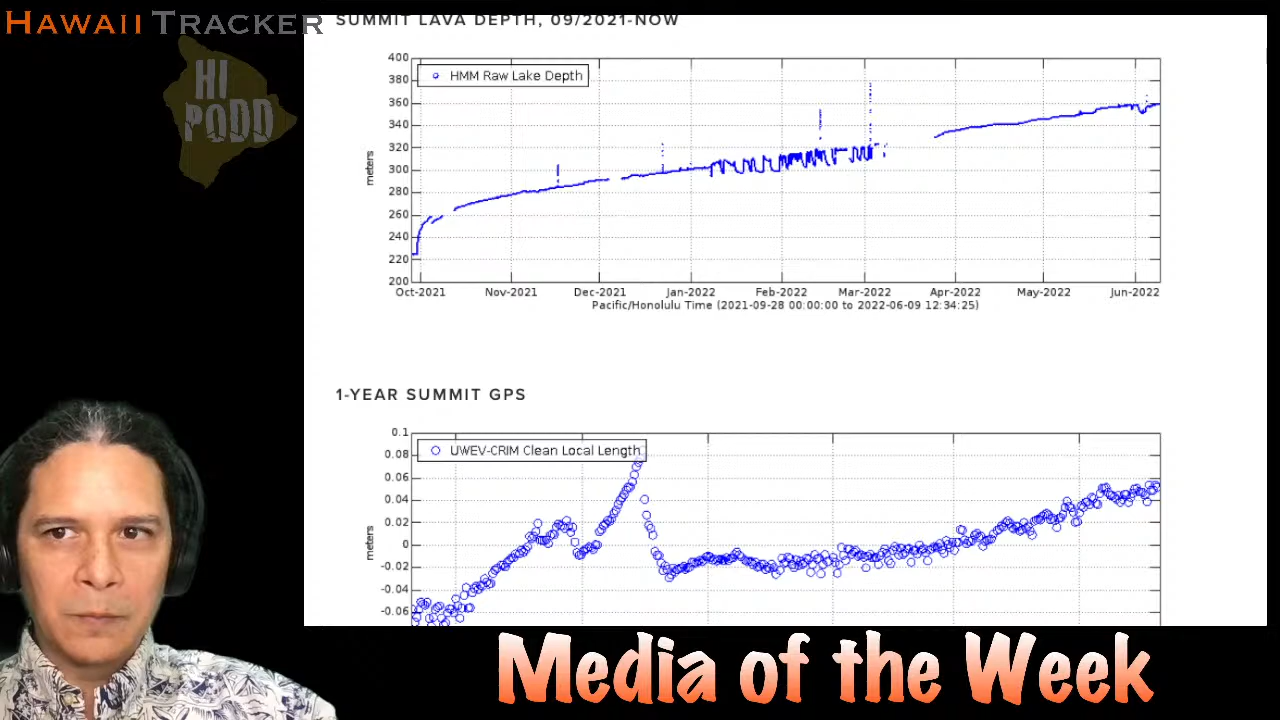 HAWAII TRACKER
HI
PODD
SUMMIT LAVA DEPTH, 09/2021-NOW
400
380
360
340
320
300
280
260
240
220
200
meters
HMM Raw Lake Depth
Oct-2021 Nov-2021 Dec-2021 Jan-2022 Feb-2022 Mar-2022 Apr-2022 May-2022 Jun-2022
Pacific/Honolulu Time (2021-09-28 00:00:00 to 2022-06-09 12:34:25)
1-YEAR SUMMIT GPS
0.1
0.08
0.06
0.04
0.02
0
-0.02
-0.04
-0.06
meters
UWEV-CRIM Clean Local Length
Media of the Week